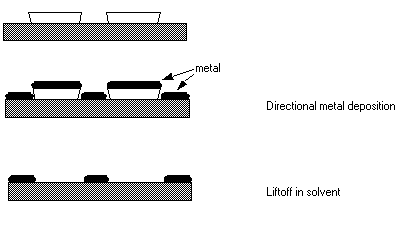 metal
Directional metal deposition
Liftoff in solvent